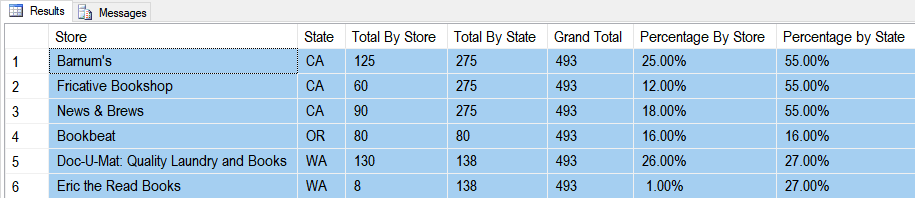 Results Messages
Store State Total By Store Total By State Grand Total Percentage By Store Percentage by State
1 Barnum's CA 125 275 493 25.00% 55.00%
2 Fricative Bookshop CA 60 275 493 12.00% 55.00%
3 News & Brews CA 90 275 493 18.00% 55.00%
4 Bookbeat OR 80 80 493 16.00% 16.00%
5 Doc-U-Mat: Quality Laundry and Books WA 130 138 493 26.00% 27.00%
6 Eric the Read Books WA 8 138 493 1.00% 27.00%